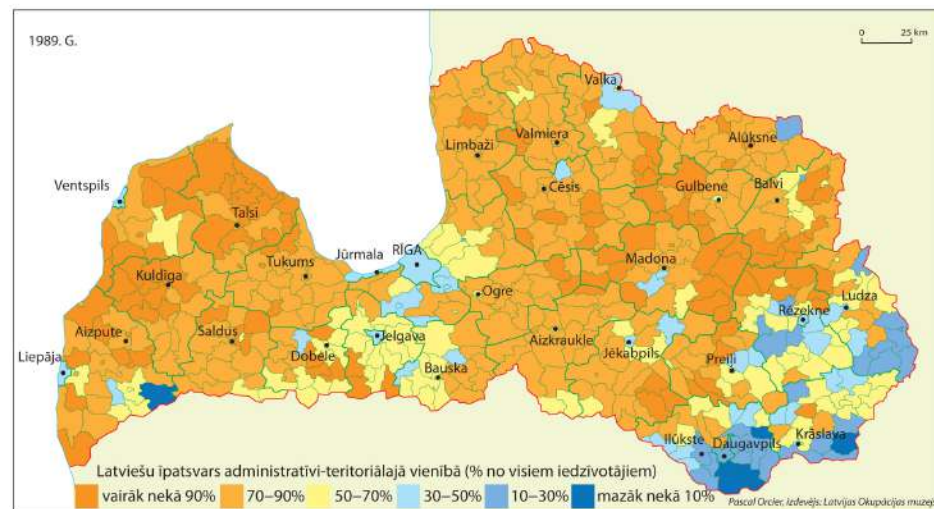 1989. G.
0 25 km
Valka
Valmiera
Alūksne
Limbaži
Cēsis
Gulbene
Balvi
Ventspils
Talsi
Jūrmala
RĪGA
Madona
Tukums
Kuldīga
Ogre
Ludza
Rēzekne
Aizpute
Saldus
Dobele
Jelgava
Aizkraukle
Jēkabpils
Preiļi
Liepāja
Bauska
Ilūkste
Daugavpils
Krāslava
Latviešu īpatsvars administratīvi-teritoriālajā vienībā (% no visiem iedzīvotājiem)
vairāk nekā 90% 70–90% 50–70% 30–50% 10–30% mazāk nekā 10%
Pascal Orcier, izdevējs: Latvijas Okupācijas muzejs